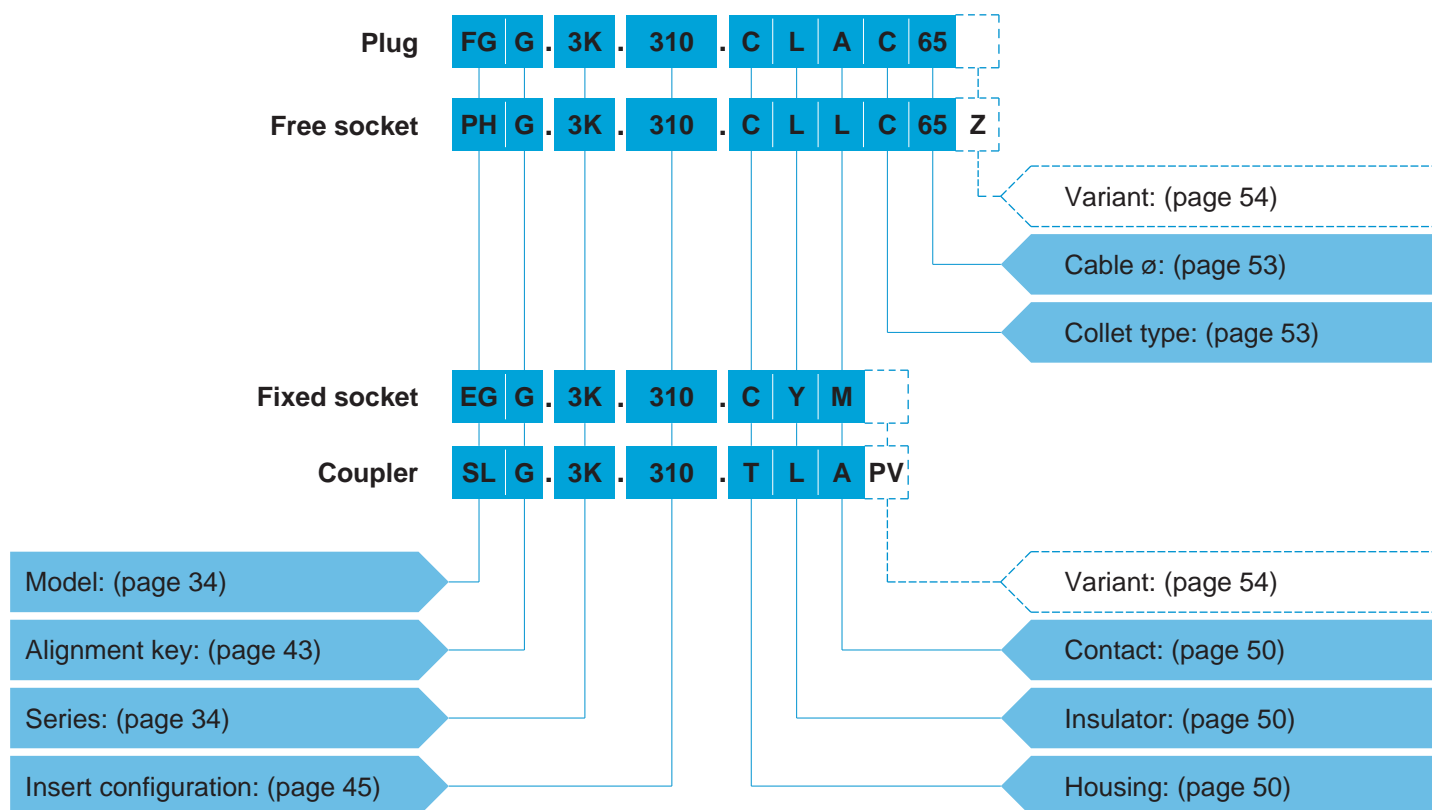 Plug FG G . 3K . 310 . C L A C 65
Free socket PH G . 3K . 310 . C L L C 65 Z
Variant: (page 54)
Cable ø: (page 53)
Collet type: (page 53)
Fixed socket EG G . 3K . 310 . C Y M
Coupler SL G . 3K . 310 . T L A PV
Model: (page 34)
Alignment key: (page 43)
Series: (page 34)
Insert configuration: (page 45)
Variant: (page 54)
Contact: (page 50)
Insulator: (page 50)
Housing: (page 50)